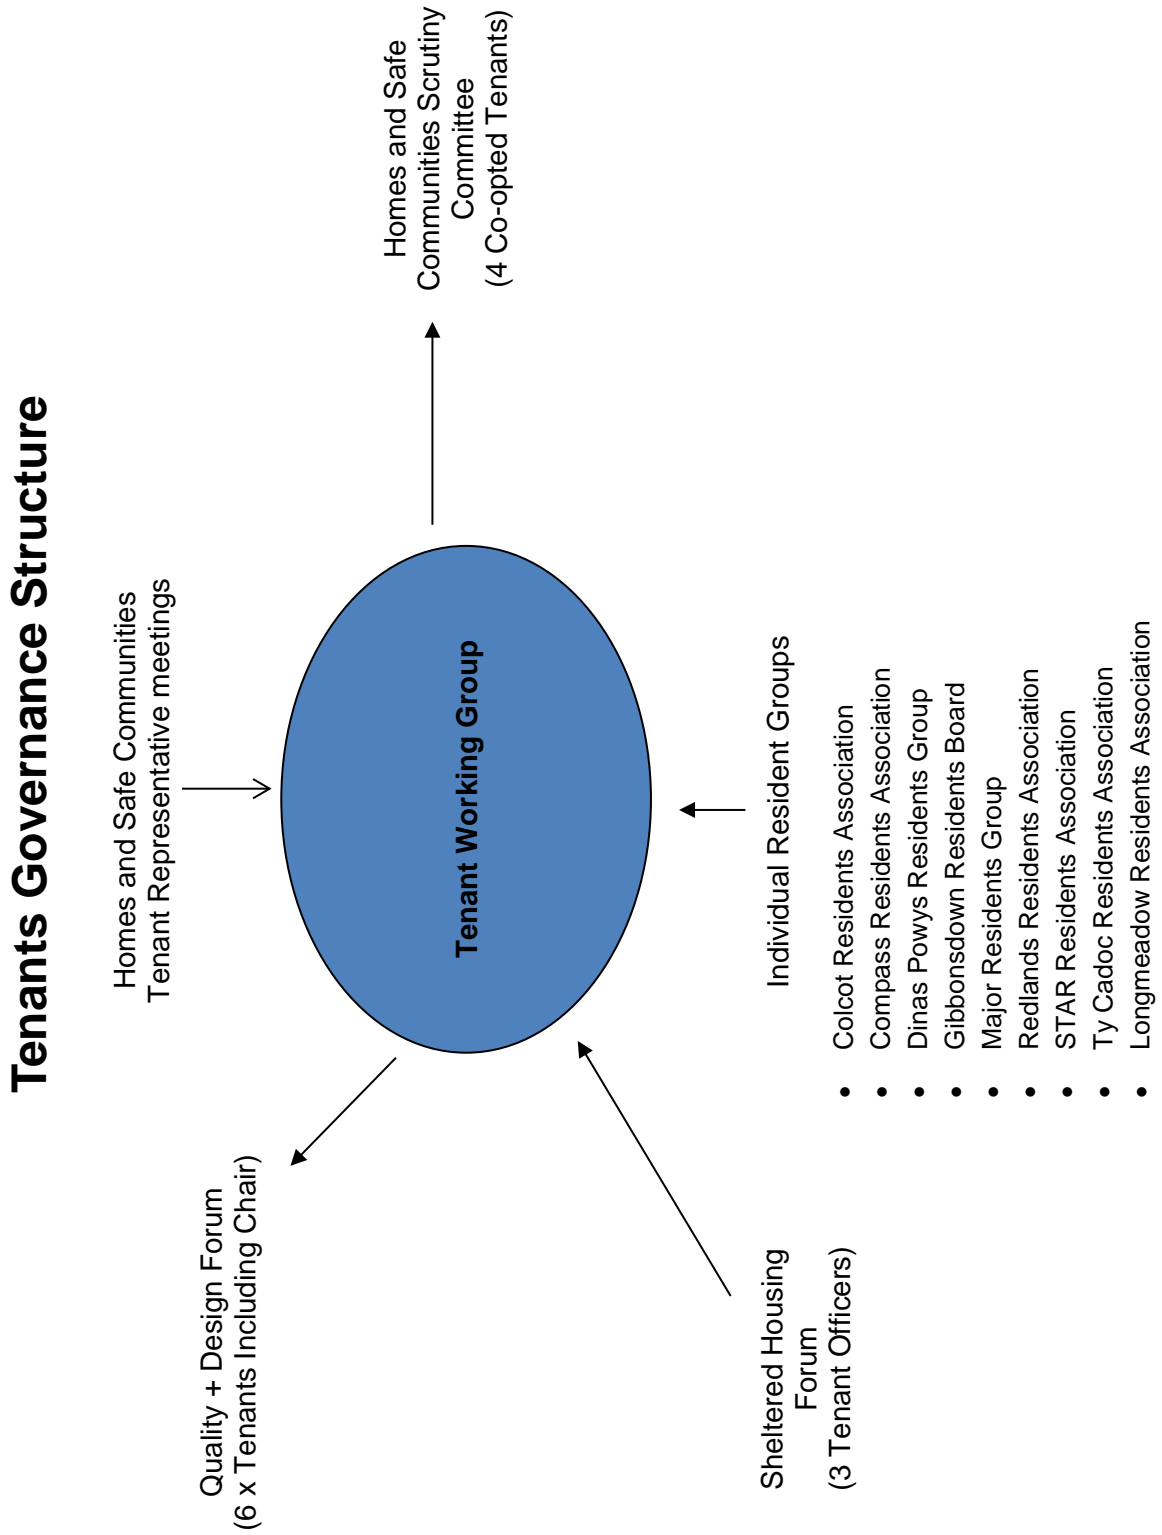 Tenants Governance Structure
Homes and Safe Communities
Tenant Representative meetings
Quality + Design Forum
(6 x Tenants Including Chair)
Homes and Safe
Communities Scrutiny
Committee
(4 Co-opted Tenants)
Tenant Working Group
Sheltered Housing
Forum
(3 Tenant Officers)
Individual Resident Groups
• Colcot Residents Association
• Compass Residents Association
• Dinas Powys Residents Group
• Gibbonsdown Residents Board
• Major Residents Group
• Redlands Residents Association
• STAR Residents Association
• Ty Cadoc Residents Association
• Longmeadow Residents Association